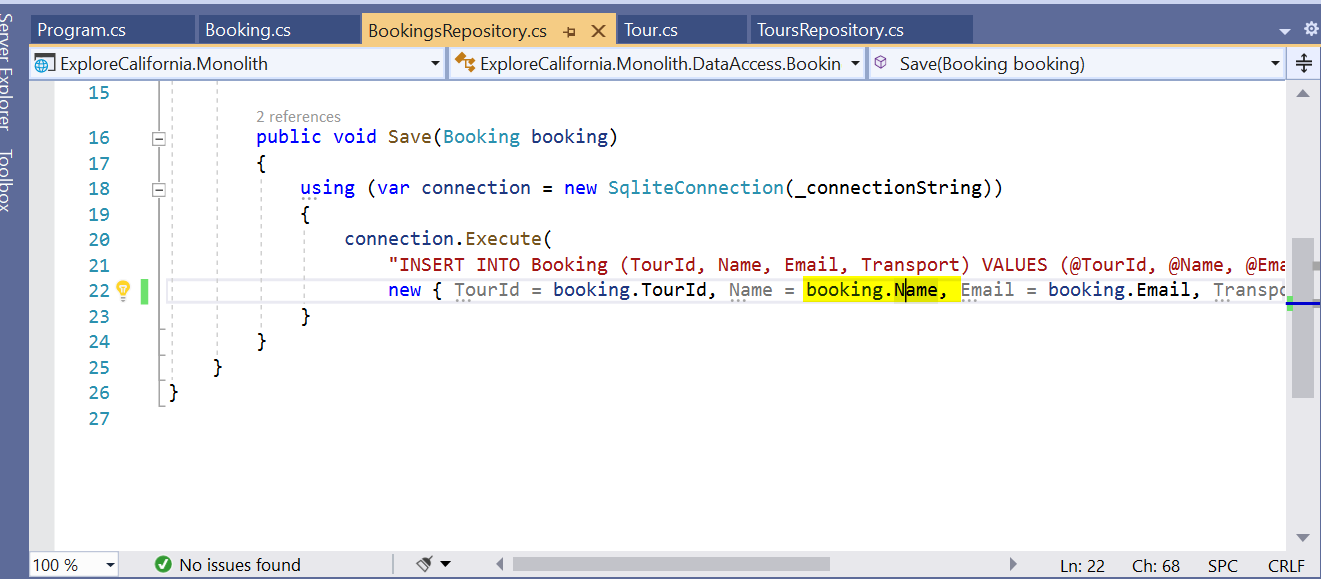 Server Explorer
Toolbox
Program.cs Booking.cs BookingsRepository.cs Tour.cs ToursRepository.cs
ExploreCalifornia.Monolith ExploreCalifornia.Monolith.DataAccess.Bookin Save(Booking booking)
15
2 references
16 public void Save(Booking booking)
17 {
18 using (var connection = new SqliteConnection(_connectionString))
19 {
20 connection.Execute(
21 "INSERT INTO Booking (TourId, Name, Email, Transport) VALUES (@TourId, @Name, @Ema
22 new { TourId = booking.TourId, Name = booking.Name, Email = booking.Email, Transpo
23 }
24 }
25 }
26 }
27
100 % No issues found Ln: 22 Ch: 68 SPC CRLF